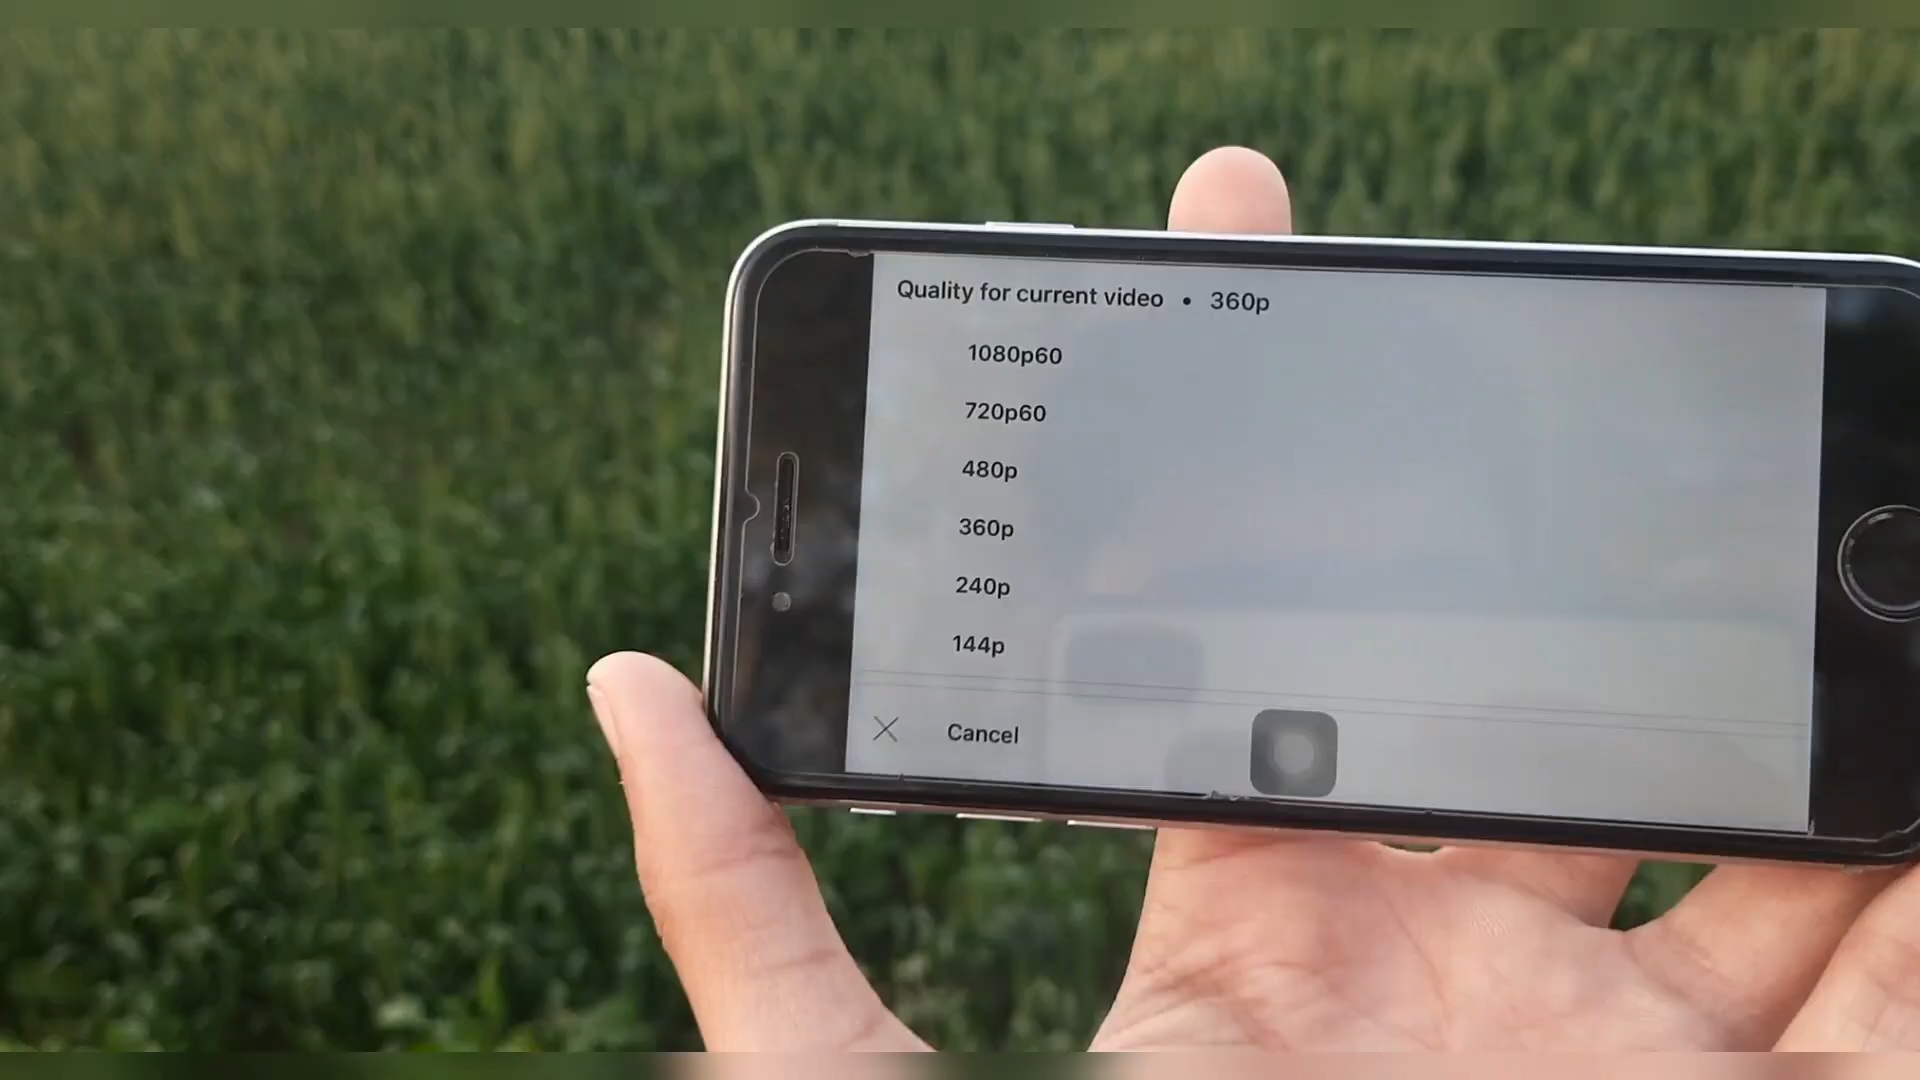 Quality for current video • 360p
1080p60
720p60
480p
360p
240p
144p
Cancel